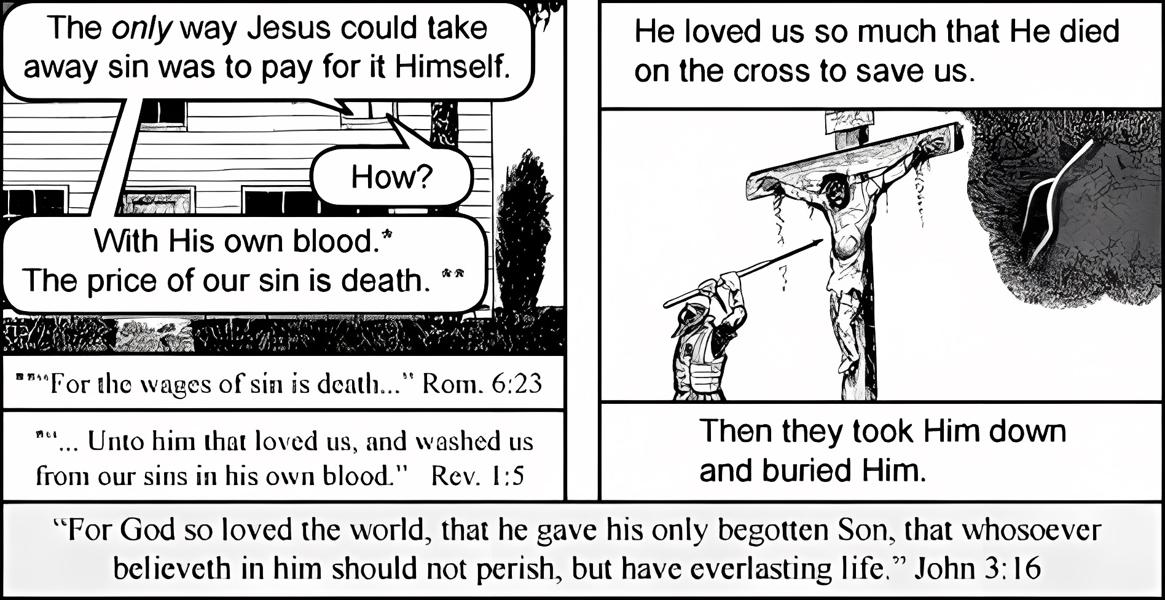 The only way Jesus could take
away sin was to pay for it Himself.
How?
With His own blood.*
The price of our sin is death. **
"For the wages of sin is death..." Rom. 6:23
"... Unto him that loved us, and washed us
from our sins in his own blood." Rev. 1:5
He loved us so much that He died
on the cross to save us.
Then they took Him down
and buried Him.
"For God so loved the world, that he gave his only begotten Son, that whosoever
believeth in him should not perish, but have everlasting life." John 3:16